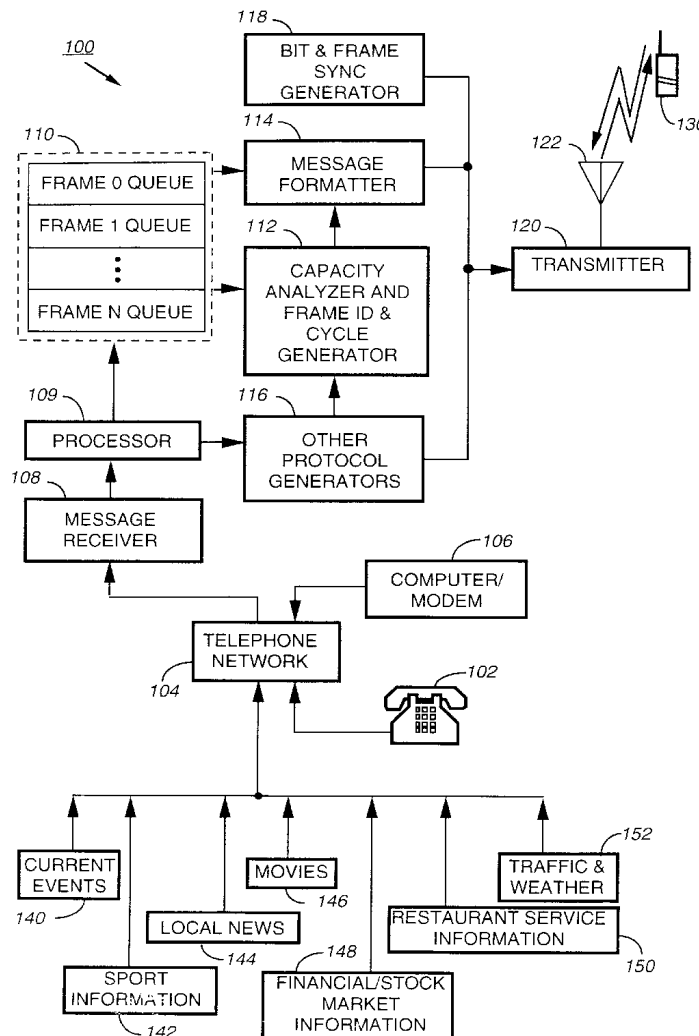 100
118
BIT & FRAME
SYNC
GENERATOR
110
114
FRAME 0 QUEUE
FRAME 1 QUEUE
FRAME N QUEUE
MESSAGE
FORMATTER
130
122
112
CAPACITY
ANALYZER AND
FRAME ID &
CYCLE
GENERATOR
120
TRANSMITTER
109
PROCESSOR
116
OTHER
PROTOCOL
GENERATORS
108
MESSAGE
RECEIVER
106
COMPUTER/
MODEM
TELEPHONE
NETWORK
104
102
CURRENT
EVENTS
140
MOVIES
146
152
TRAFFIC &
WEATHER
LOCAL NEWS
144
RESTAURANT SERVICE
INFORMATION
150
SPORT
INFORMATION
142
148
FINANCIAL/STOCK
MARKET
INFORMATION